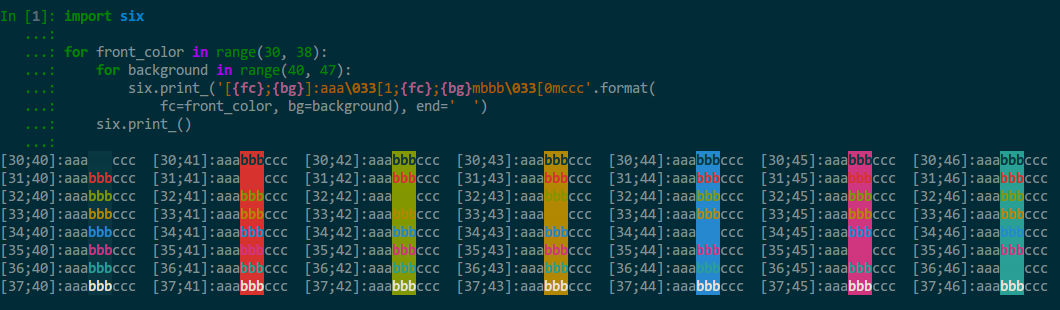 In [1]: import six
   ...:
   ...: for front_color in range(30, 38):
   ...:     for background in range(40, 47):
   ...:         six.print_('[{fc};{bg}]:aaa\033[1;{fc};{bg}mbbb\033[0mccc'.format(
   ...:             fc=front_color, bg=background), end='  ')
   ...:     six.print_()
   ...:
[30;40]:aaa   ccc  [30;41]:aaabbbccc  [30;42]:aaabbbccc  [30;43]:aaabbbccc  [30;44]:aaabbbccc  [30;45]:aaabbbccc  [30;46]:aaabbbccc
[31;40]:aaabbbccc  [31;41]:aaa   ccc  [31;42]:aaabbbccc  [31;43]:aaabbbccc  [31;44]:aaabbbccc  [31;45]:aaabbbccc  [31;46]:aaabbbccc
[32;40]:aaabbbccc  [32;41]:aaabbbccc  [32;42]:aaa   ccc  [32;43]:aaabbbccc  [32;44]:aaabbbccc  [32;45]:aaabbbccc  [32;46]:aaabbbccc
[33;40]:aaabbbccc  [33;41]:aaabbbccc  [33;42]:aaabbbccc  [33;43]:aaa   ccc  [33;44]:aaabbbccc  [33;45]:aaabbbccc  [33;46]:aaabbbccc
[34;40]:aaabbbccc  [34;41]:aaabbbccc  [34;42]:aaabbbccc  [34;43]:aaabbbccc  [34;44]:aaa   ccc  [34;45]:aaabbbccc  [34;46]:aaabbbccc
[35;40]:aaabbbccc  [35;41]:aaabbbccc  [35;42]:aaabbbccc  [35;43]:aaabbbccc  [35;44]:aaabbbccc  [35;45]:aaa   ccc  [35;46]:aaabbbccc
[36;40]:aaabbbccc  [36;41]:aaabbbccc  [36;42]:aaabbbccc  [36;43]:aaabbbccc  [36;44]:aaabbbccc  [36;45]:aaabbbccc  [36;46]:aaa   ccc
[37;40]:aaabbbccc  [37;41]:aaabbbccc  [37;42]:aaabbbccc  [37;43]:aaabbbccc  [37;44]:aaabbbccc  [37;45]:aaabbbccc  [37;46]:aaabbbccc